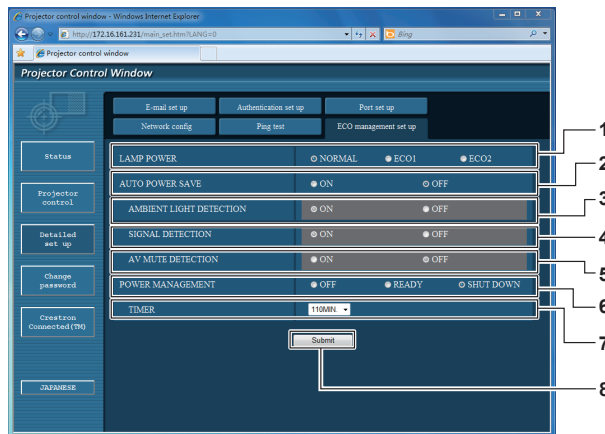 Projector control window - Windows Internet Explorer
http://172.16.161.231/main_set.htm?LANG=0
Bing
Projector control window
Projector Control Window
E-mail set up Authentication set up Port set up
Network config Ping test ECO management set up
Status
Projector control
Detailed set up
Change password
Crestron Connected(TM)
JAPANESE
LAMP POWER NORMAL ECO1 ECO2 1
AUTO POWER SAVE ON OFF 2
AMBIENT LIGHT DETECTION ON OFF 3
SIGNAL DETECTION ON OFF 4
AV MUTE DETECTION ON OFF 5
POWER MANAGEMENT OFF READY SHUT DOWN 6
TIMER 110MIN. 7
Submit 8